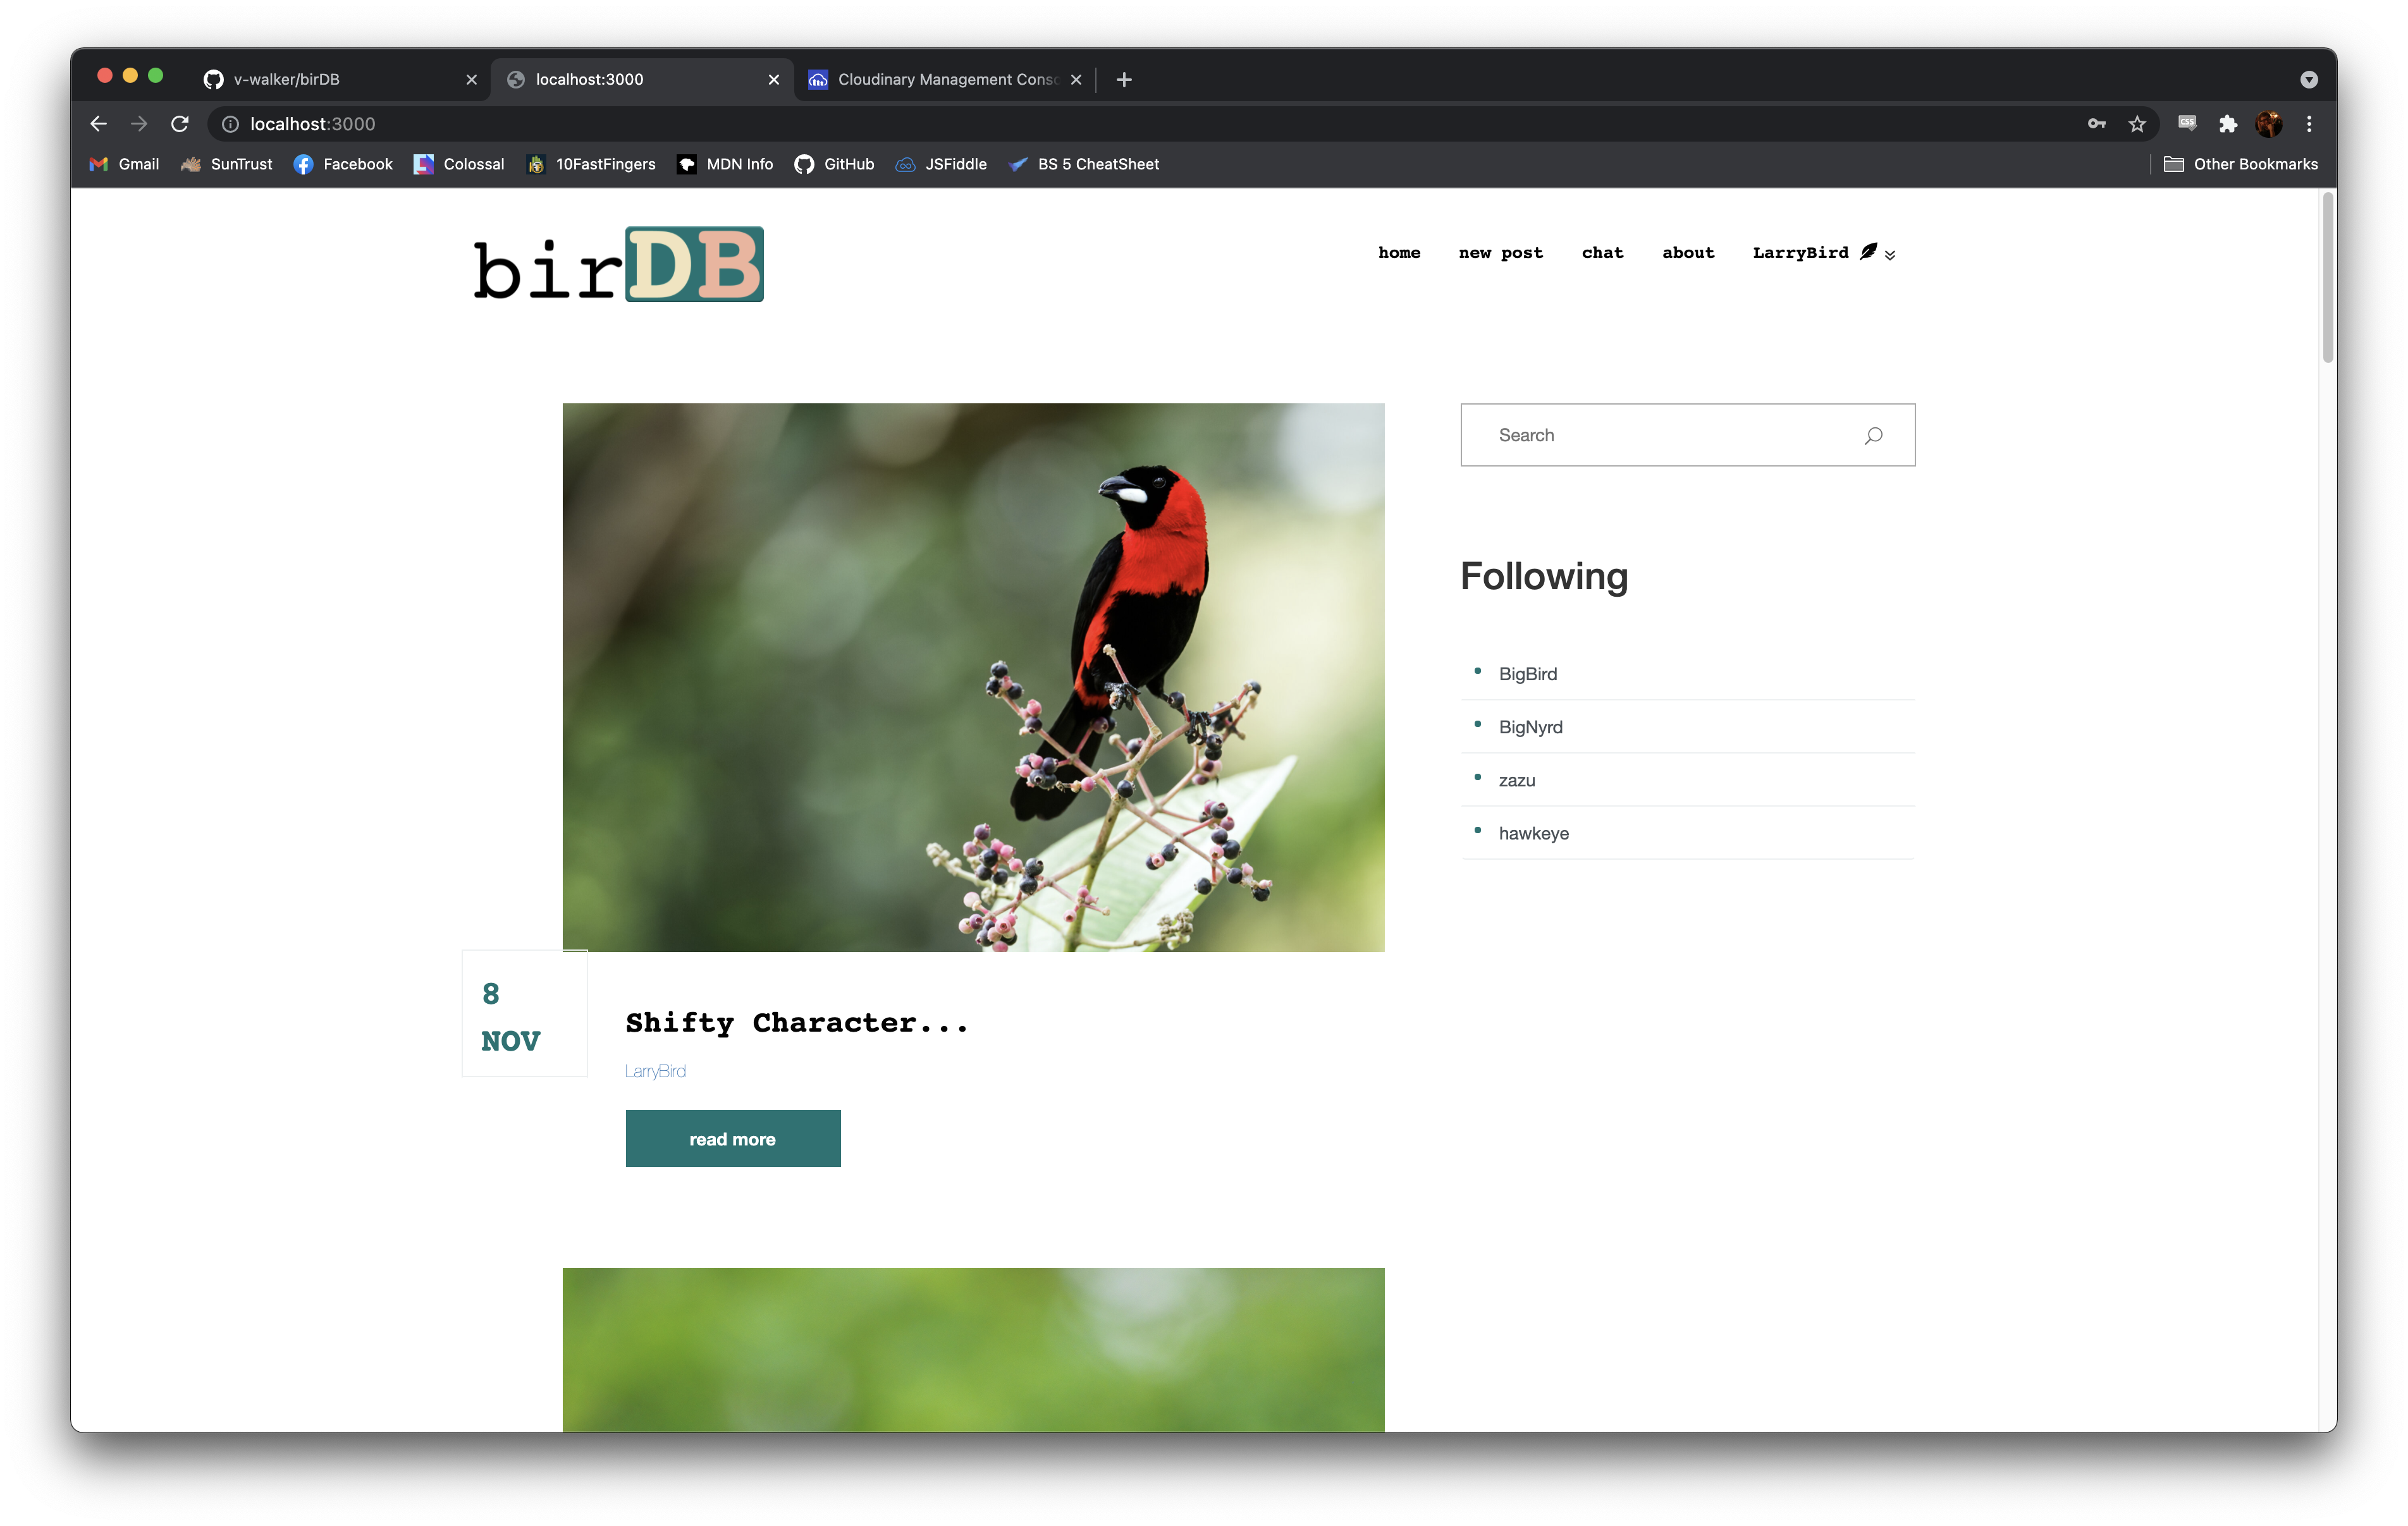 v-walker/birDB
localhost:3000
Cloudinary Management Conso
localhost:3000
CSS
Gmail
SunTrust
Facebook
Colossal
10FastFingers
MDN Info
GitHub
JSFiddle
BS 5 CheatSheet
Other Bookmarks
birDB
home
new post
chat
about
LarryBird
Search
Following
BigBird
BigNyrd
zazu
hawkeye
8
NOV
Shifty Character...
LarryBird
read more